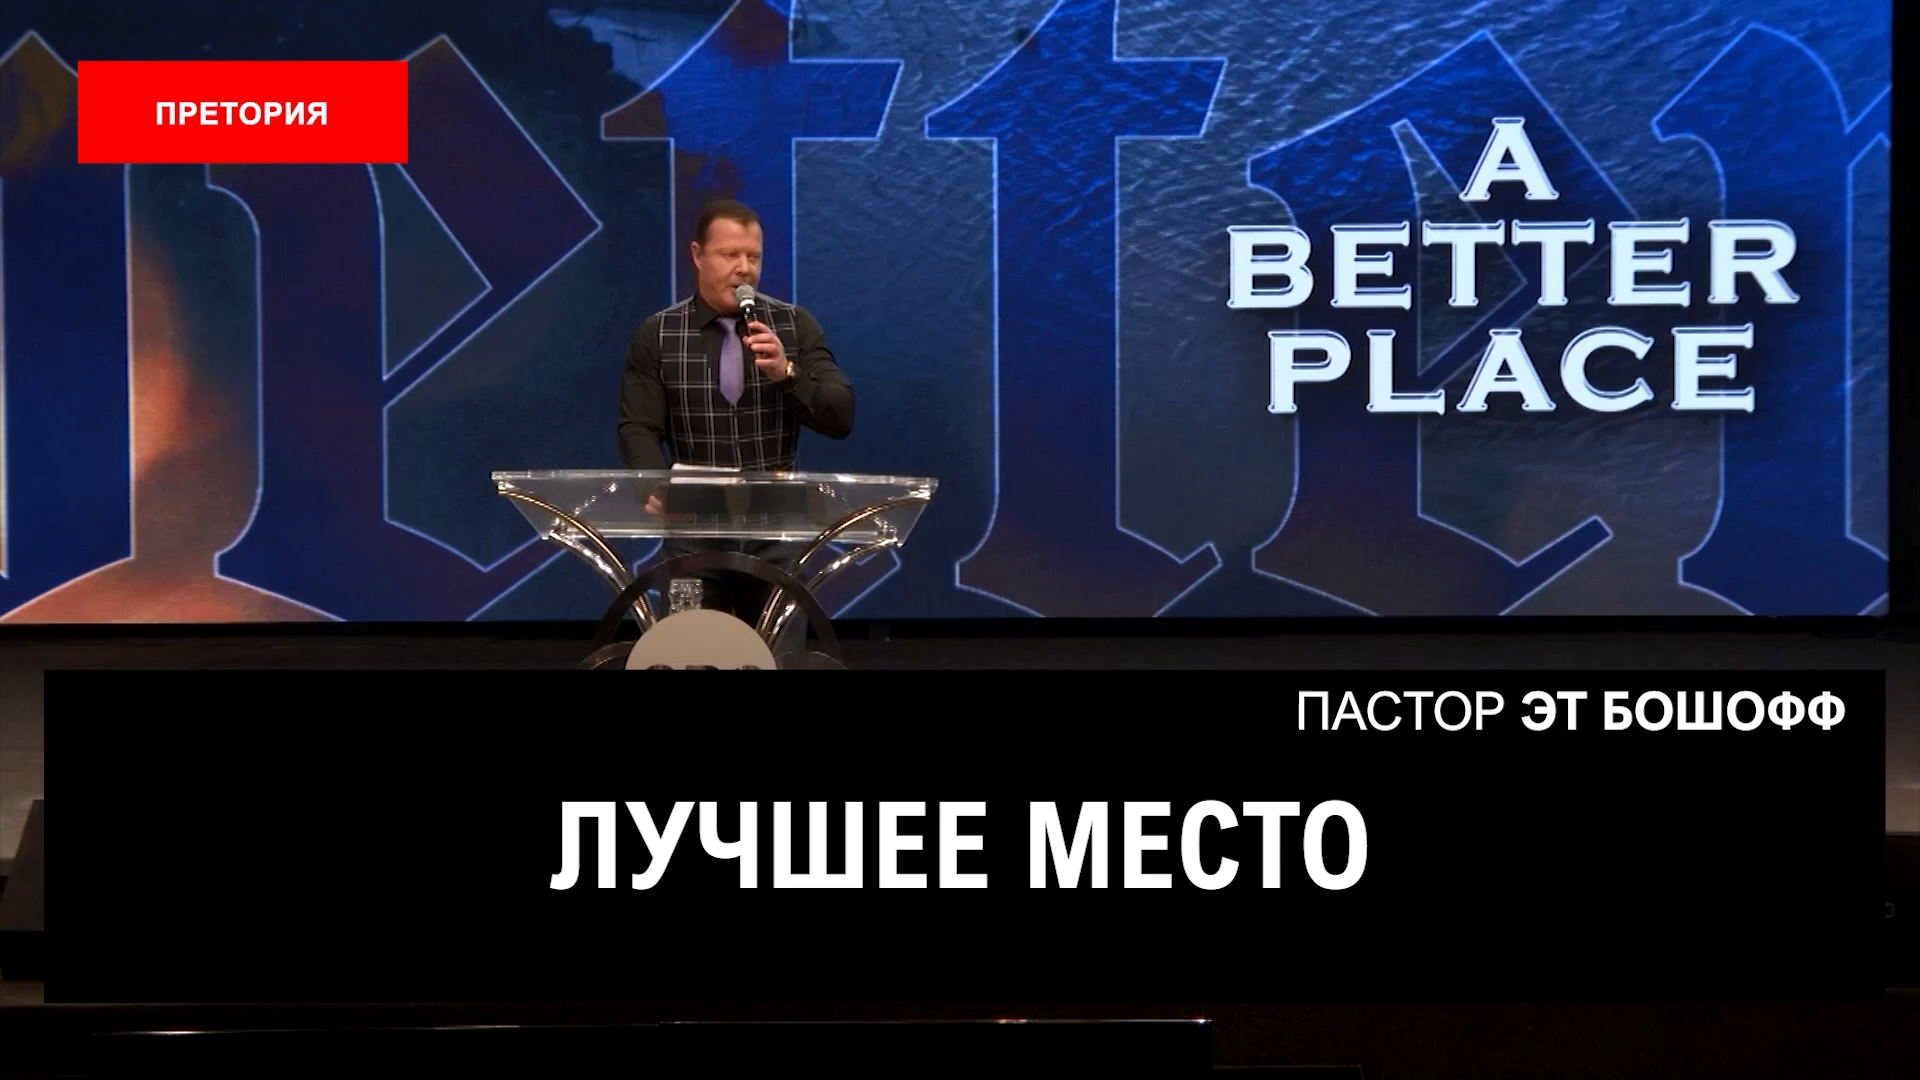 ПРЕТОРИЯ
A
BETTER
PLACE
ПАСТОР ЭТ БОШОФФ
ЛУЧШЕЕ МЕСТО